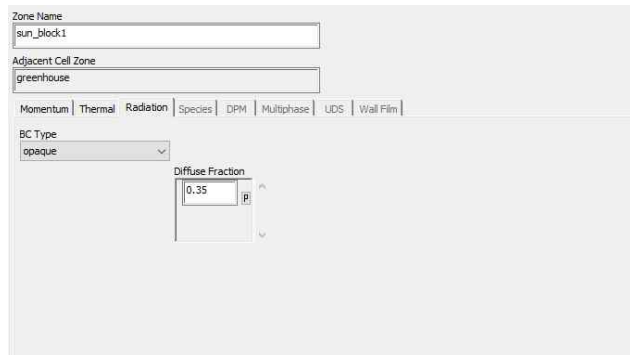 Zone Name
sun_block1
Adjacent Cell Zone
greenhouse
Momentum Thermal Radiation Species DPM Multiphase UDS Wall Film
BC Type
opaque
Diffuse Fraction
0.35 P